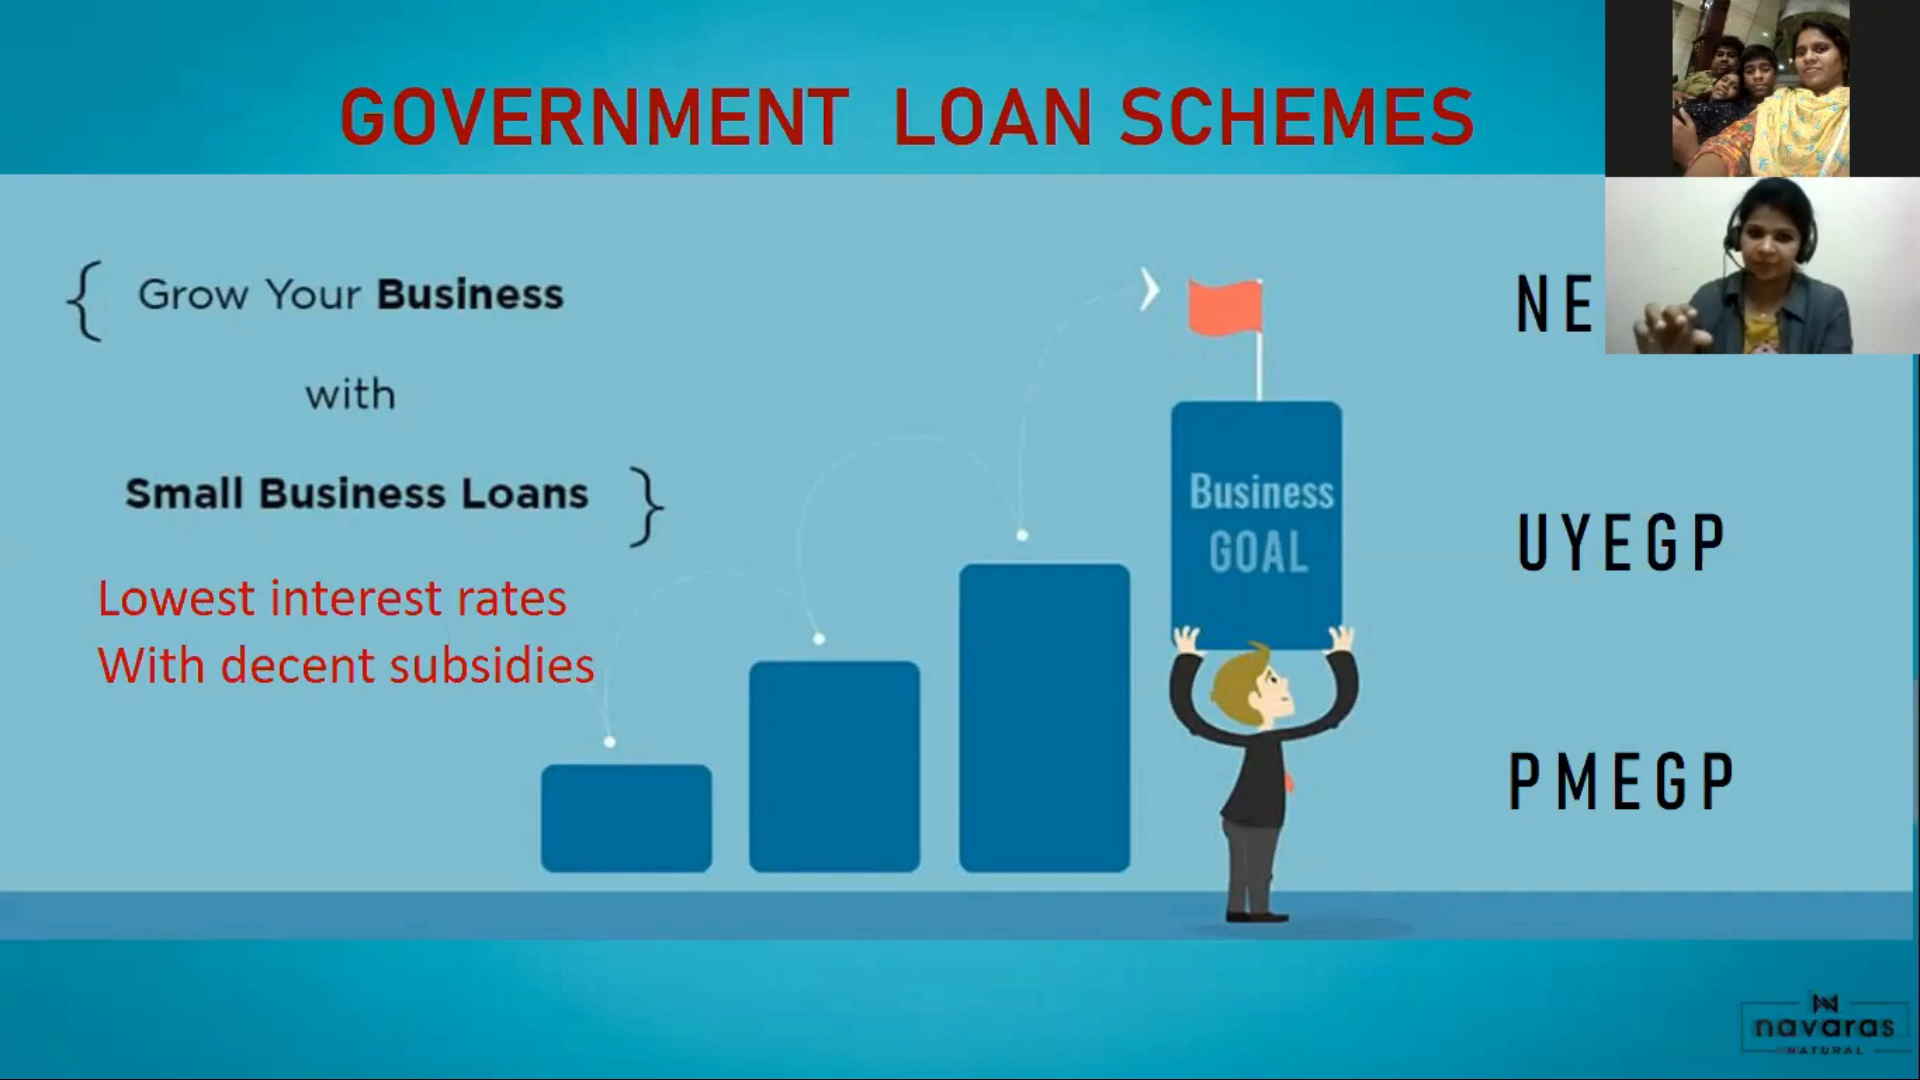 GOVERNMENT LOAN SCHEMES
{ Grow Your Business
with
Small Business Loans }
Lowest interest rates
With decent subsidies
Business
GOAL
NE
UYEGP
PMEGP
navaras
NATURAL